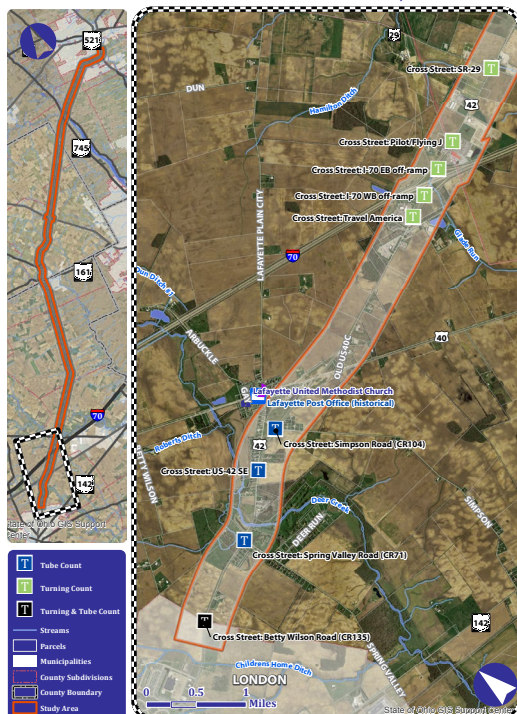 521
745
161
70
142
State of Ohio GIS Support
Center
T Tube Count
T Turning Count
T Turning & Tube Count
Streams
Parcels
Municipalities
County Subdivisions
County Boundary
Study Area
29
Cross Street: SR-29
42
DUN
Hamilton Ditch
Cross Street: Pilot/Flying J
Cross Street: I-70 EB off-ramp
Cross Street: I-70 WB off-ramp
Cross Street: Travel America
LAFAYETTE PLAIN CITY
Glade Run
70
Dun Ditch #1
ARBUCKLE
OLD US40C
40
Lafayette United Methodist Church
Lafayette Post Office (historical)
Roberts Ditch
42
Cross Street: Simpson Road (CR104)
Cross Street: US-42 SE
BETTY WILSON
Deer Creek
DEER RUN
SIMPSON
Cross Street: Spring Valley Road (CR71)
142
Cross Street: Betty Wilson Road (CR135)
SPRING VALLEY
Childrens Home Ditch
LONDON
0 0.5 1
Miles
State of Ohio GIS Support Center